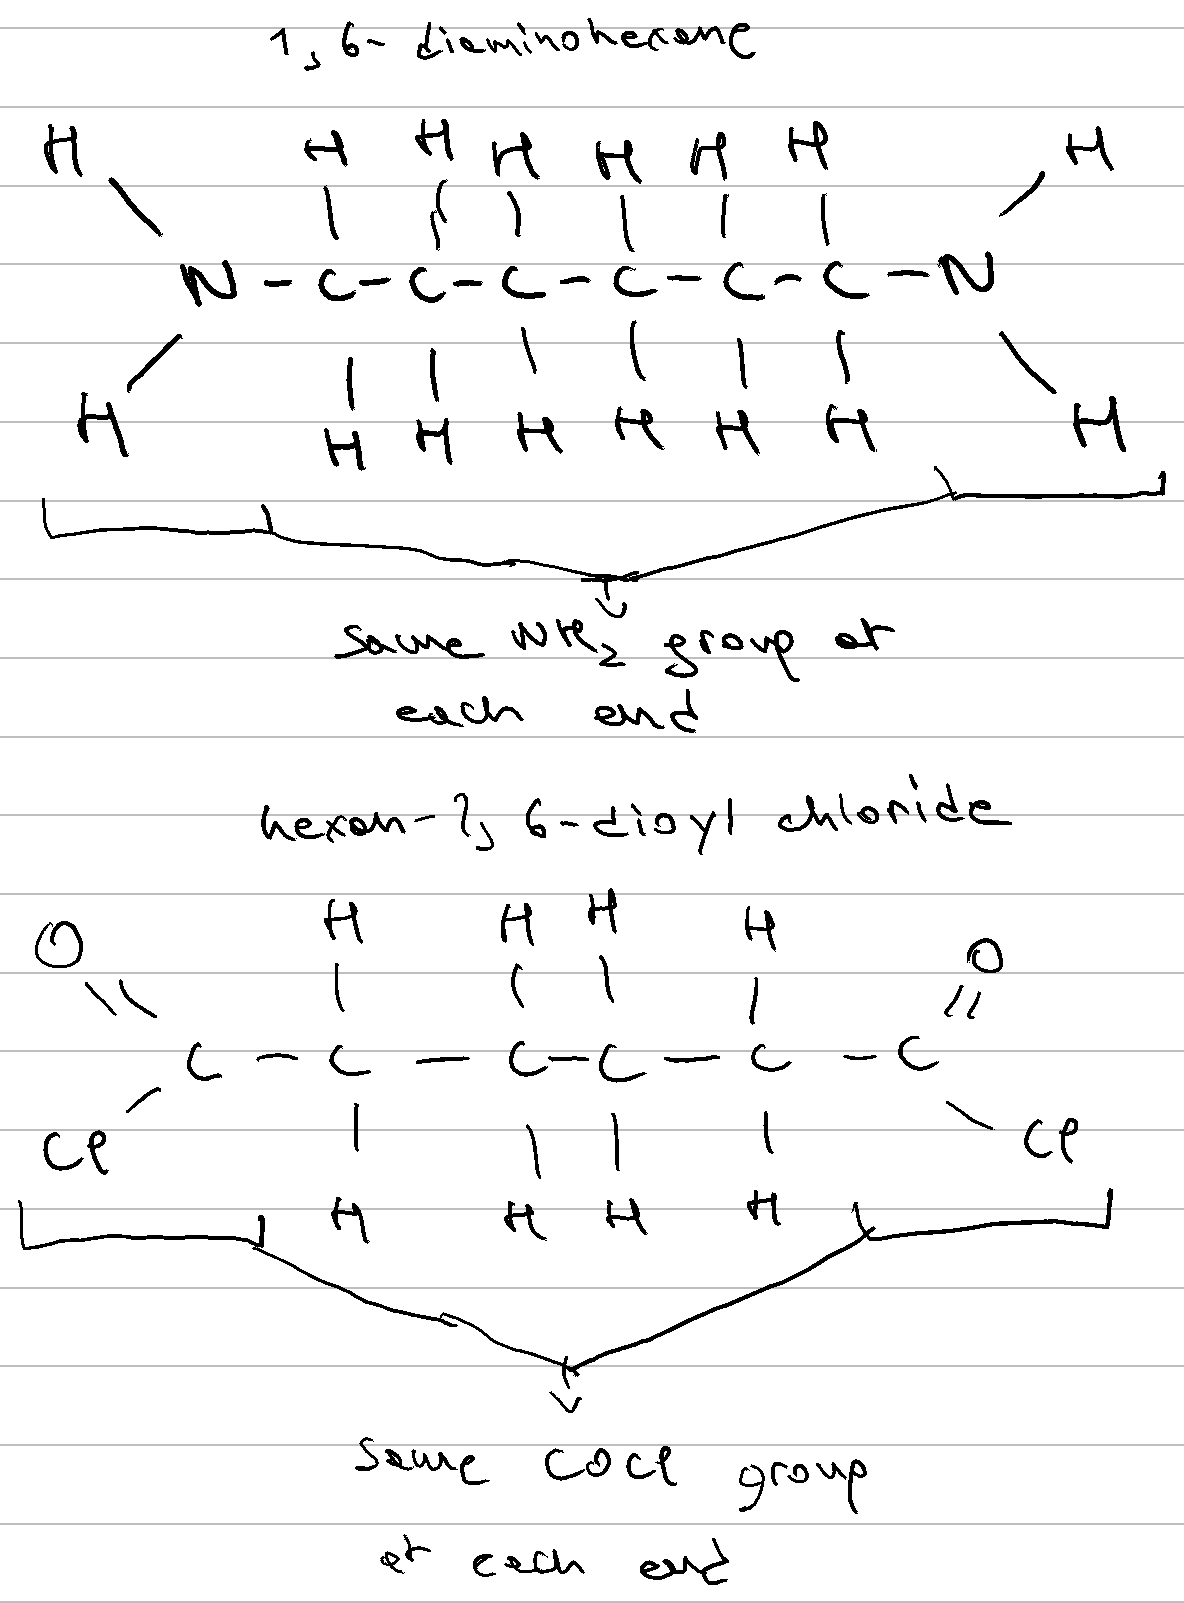 1, 6- diaminohexane
H H H H H H H H
N - C - C - C - C - C - C - N
H H H H H H H H
same NH2 group at
each end
hexan-1, 6-dioyl chloride
O H H H H O
C - C - C - C - C - C
Cl Cl
H H H H
same COCl group
at each end